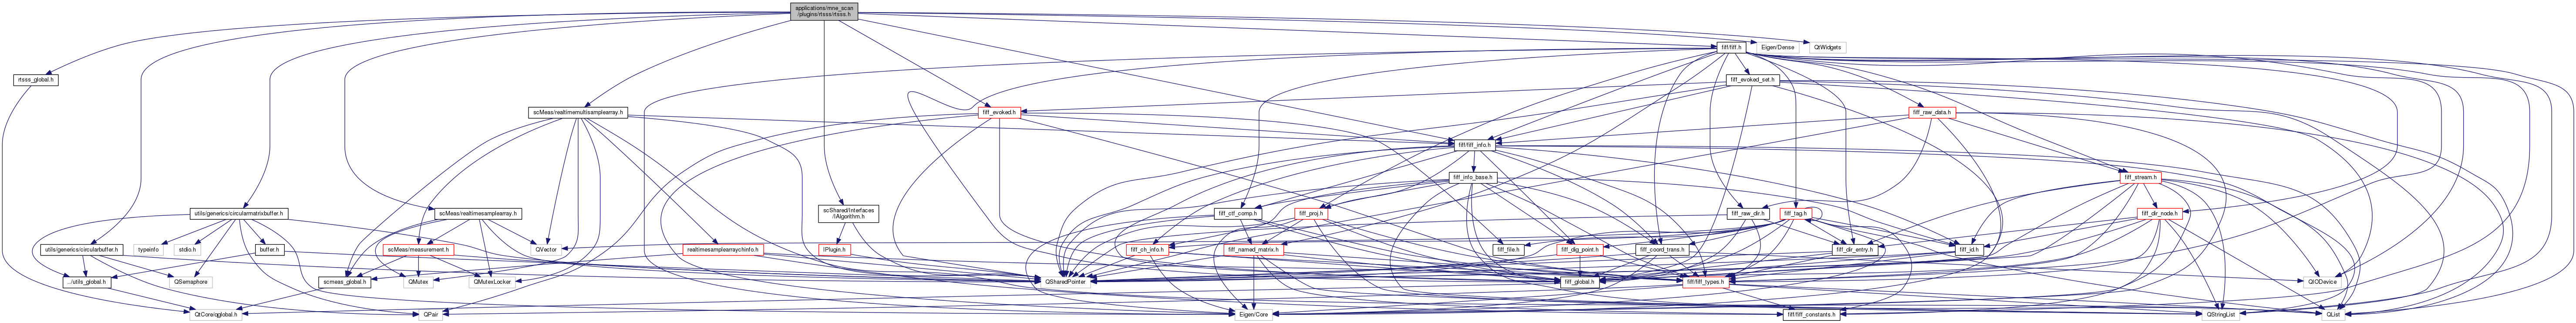 applications/mne_scan
/plugins/rtsss/rtsss.h
fiff/fiff.h
Eigen/Dense
QtWidgets
rtsss_global.h
fiff_evoked_set.h
scMeas/realtimemultisamplearray.h
fiff_evoked.h
fiff_raw_data.h
fiff/fiff_info.h
fiff_info_base.h
fiff_stream.h
utils/generics/circularmatrixbuffer.h
scMeas/realtimesamplearray.h
scShared/Interfaces
/IAlgorithm.h
fiff_ctf_comp.h
fiff_proj.h
fiff_raw_dir.h
fiff_tag.h
fiff_dir_node.h
utils/generics/circularbuffer.h
typeinfo
stdio.h
buffer.h
scMeas/measurement.h
QVector
realtimesamplearraychinfo.h
IPlugin.h
fiff_ch_info.h
fiff_named_matrix.h
fiff_file.h
fiff_dig_point.h
fiff_coord_trans.h
fiff_dir_entry.h
fiff_id.h
../utils_global.h
QSemaphore
scmeas_global.h
QMutex
QMutexLocker
QSharedPointer
fiff_global.h
fiff/fiff_types.h
QIODevice
QtCore/qglobal.h
QPair
Eigen/Core
fiff/fiff_constants.h
QStringList
QList